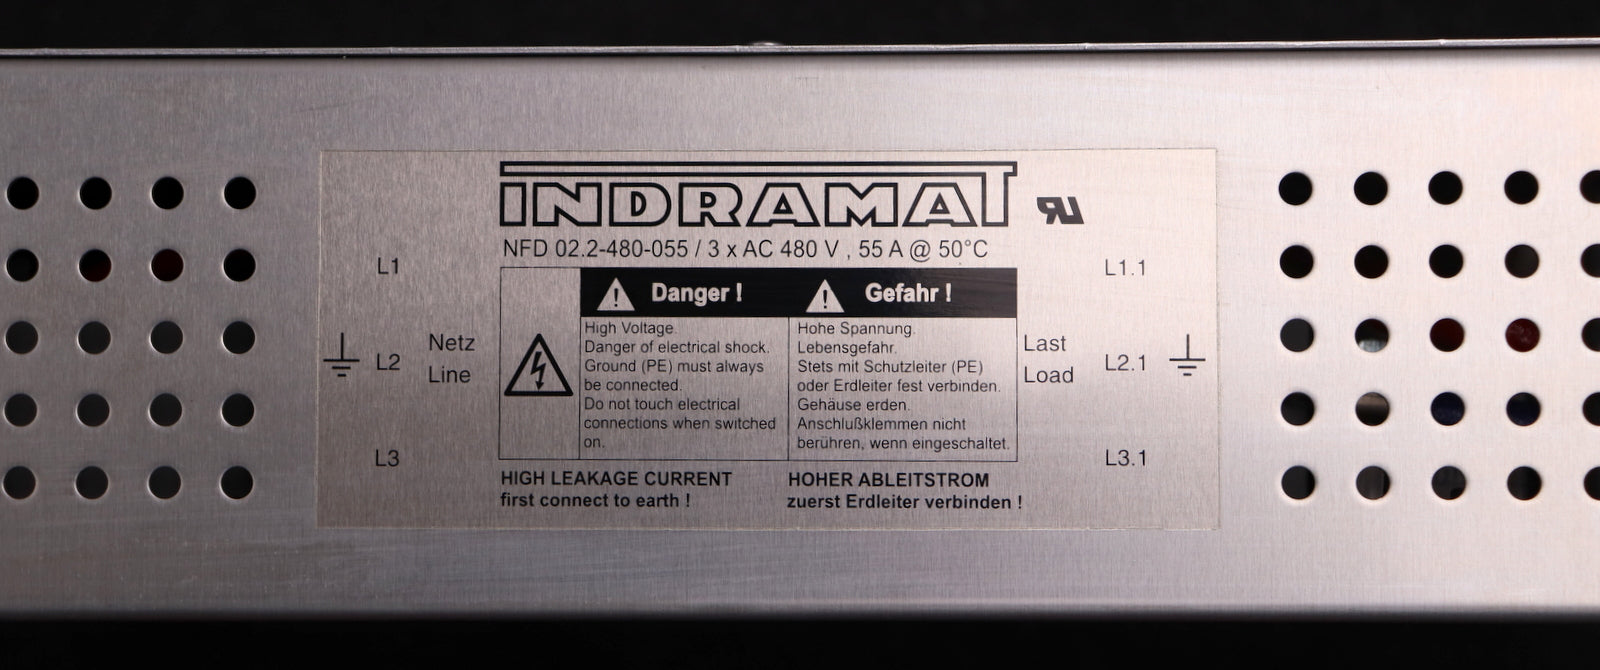 INDRAMAT
NFD 02.2-480-055 / 3 x AC 480 V , 55 A @ 50°C
L1
L2
L3
Netz
Line
Danger !
High Voltage.
Danger of electrical shock.
Ground (PE) must always
be connected.
Do not touch electrical
connections when switched
on.
Gefahr !
Hohe Spannung.
Lebensgefahr.
Stets mit Schutzleiter (PE)
oder Erdleiter fest verbinden.
Gehäuse erden.
Anschlußklemmen nicht
berühren, wenn eingeschaltet.
Last
Load
L1.1
L2.1
L3.1
HIGH LEAKAGE CURRENT
first connect to earth !
HOHER ABLEITSTROM
zuerst Erdleiter verbinden !